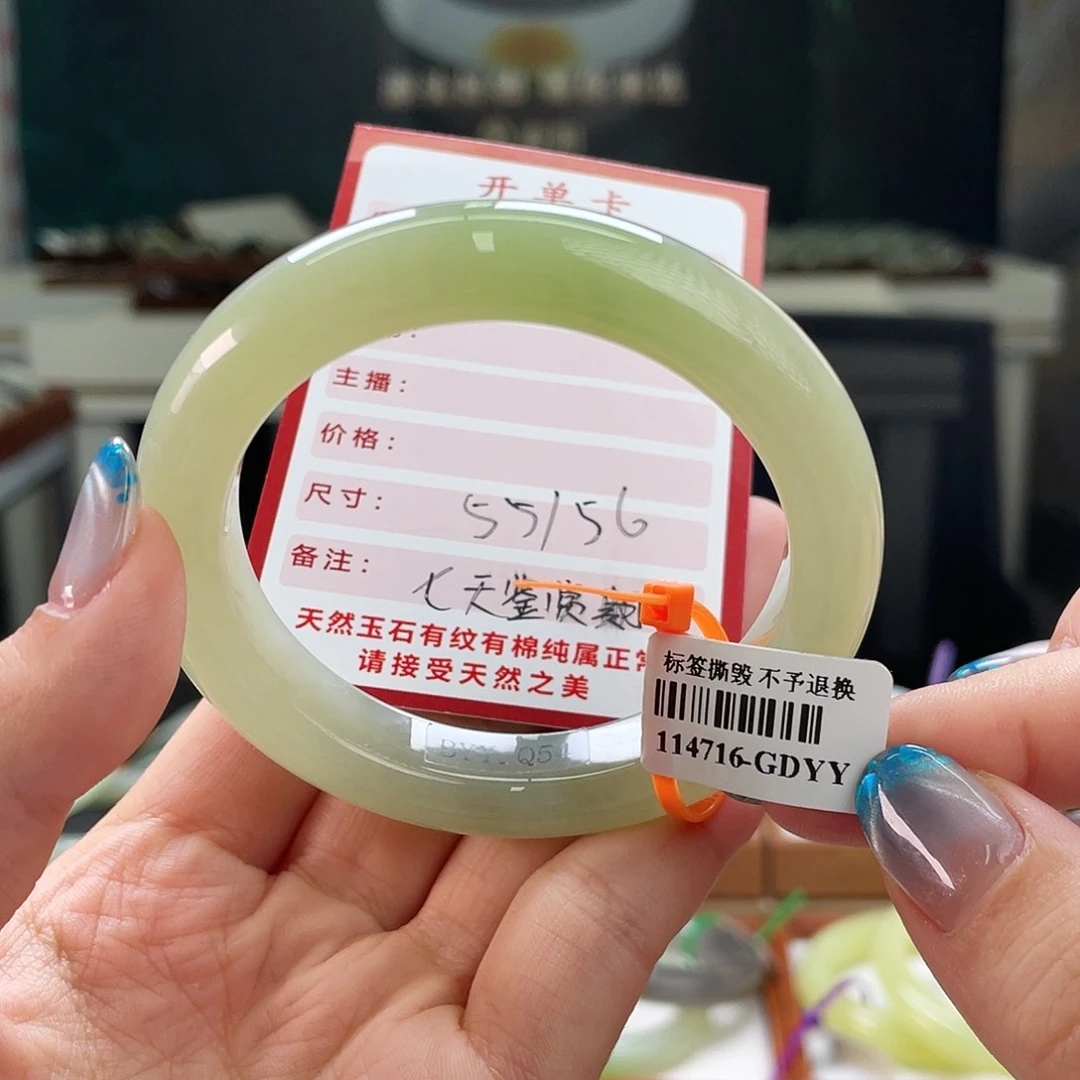 开单卡
主播：
价格：
尺寸： 55/56
备注： 七天鉴赏期
天然玉石有纹有棉纯属正常
请接受天然之美
BYY.Q54
标签撕毁 不予退换
114716-GDYY